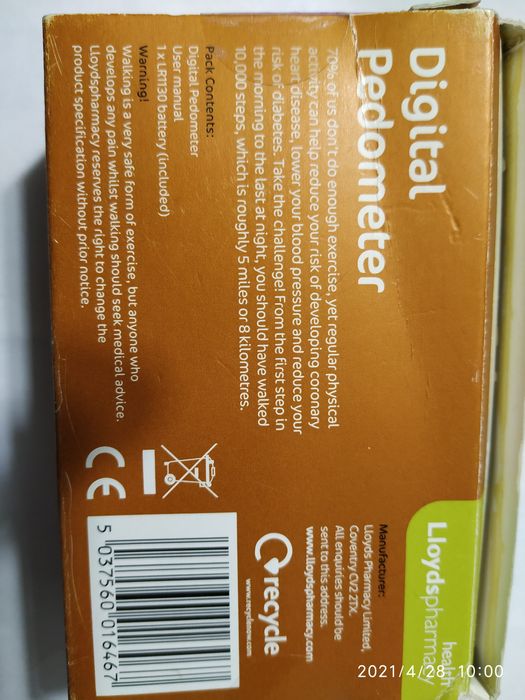 Digital
Pedometer
70% of us don't do enough exercise, yet regular physical
activity can help reduce your risk of developing coronary
heart disease, lower your blood pressure and reduce your
risk of diabetes. Take the challenge! From the first step in
the morning to the last at night, you should have walked
10,000 steps, which is roughly 5 miles or 8 kilometres.
Pack Contents:
Digital Pedometer
User manual
1 x LR1130 battery (included)
Warning!
Walking is a very safe form of exercise, but anyone who
develops any pain whilst walking should seek medical advice.
Lloydspharmacy reserves the right to change the
product specification without prior notice.
CE
health
Lloydspharmacy
Manufacturer:
Lloyds Pharmacy Limited,
Coventry CV2 2TX.
All enquiries should be
sent to this address.
www.lloydspharmacy.com
recycle
www.recyclenow.com
5 037560 016467
2021/4/28 10:00